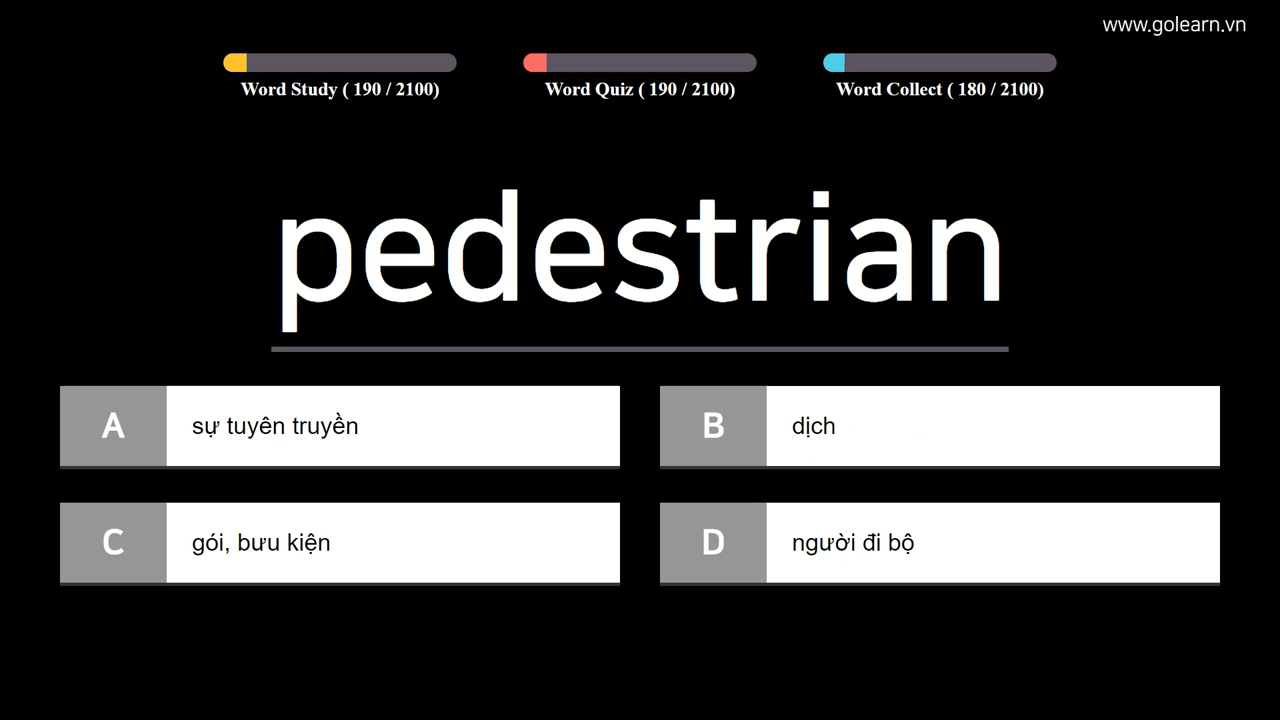 www.golearn.vn
Word Study ( 190 / 2100)
Word Quiz ( 190 / 2100)
Word Collect ( 180 / 2100)
pedestrian
A sự tuyên truyền
B dịch
C gói, bưu kiện
D người đi bộ